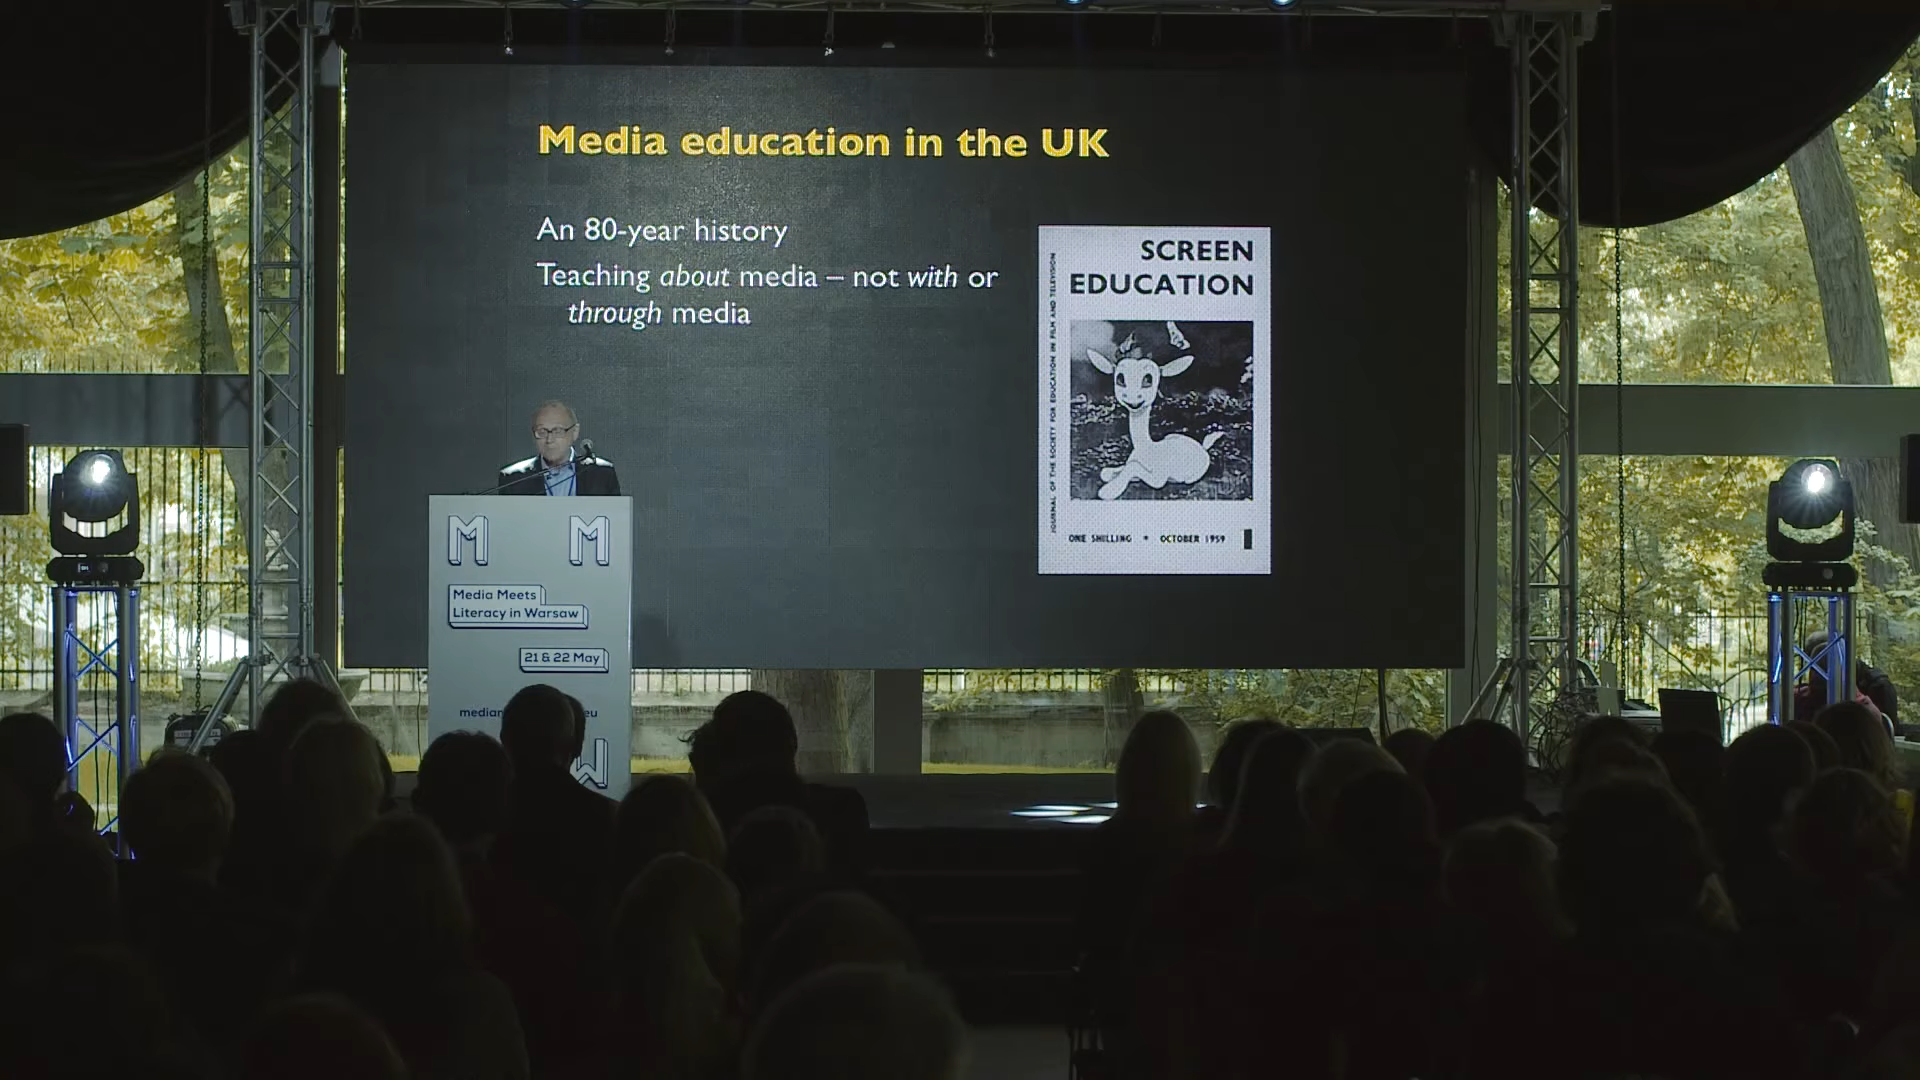 Media education in the UK
An 80-year history
Teaching about media – not with or
through media
SCREEN
EDUCATION
JOURNAL OF THE SOCIETY FOR EDUCATION IN FILM AND TELEVISION
ONE SHILLING * OCTOBER 1959
M M
Media Meets
Literacy in Warsaw
21 & 22 May
W